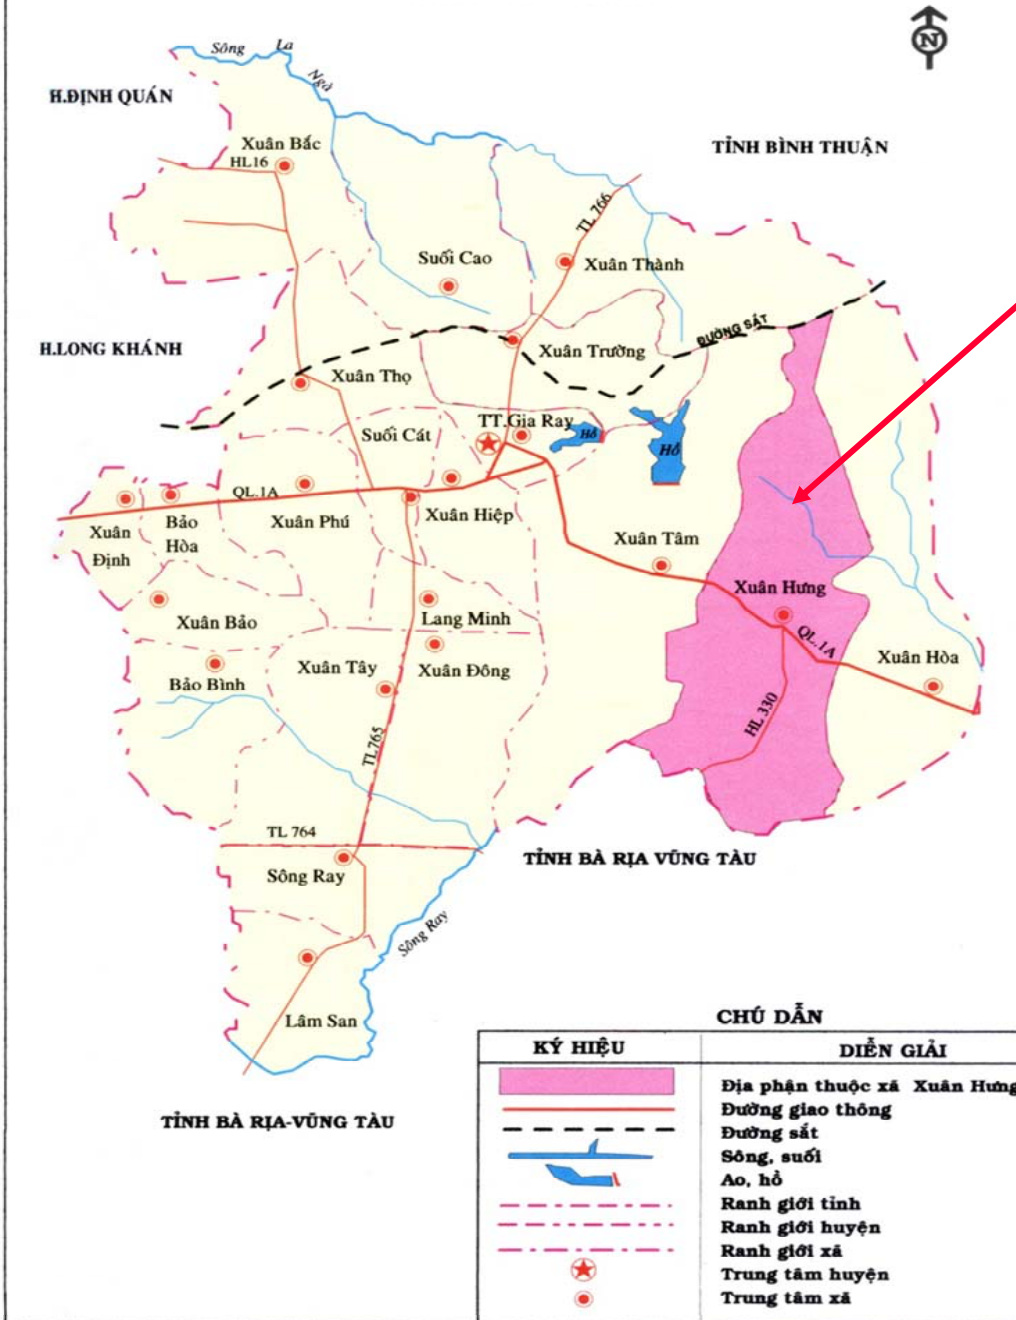 N
Sông La
Ngà
H.ĐỊNH QUÁN
Xuân Bắc
HL16
TỈNH BÌNH THUẬN
TL 766
Suối Cao
Xuân Thành
ĐƯỜNG SẮT
H.LONG KHÁNH
Xuân Trường
Xuân Thọ
TT.Gia Ray
Suối Cát
Hồ
Hồ
QL.1A
Xuân Phú
Xuân Hiệp
Xuân
Định
Bảo
Hòa
Xuân Tâm
Xuân Hưng
Xuân Bảo
Lang Minh
QL.1A
Xuân Hòa
Xuân Tây
Xuân Đông
Bảo Bình
HL 330
TL765
TL 764
TỈNH BÀ RỊA VŨNG TÀU
Sông Ray
Sông Ray
Lâm San
TỈNH BÀ RỊA-VŨNG TÀU
CHÚ DẪN
KÝ HIỆU
DIỄN GIẢI
Địa phận thuộc xã Xuân Hưng
Đường giao thông
Đường sắt
Sông, suối
Ao, hồ
Ranh giới tỉnh
Ranh giới huyện
Ranh giới xã
Trung tâm huyện
Trung tâm xã